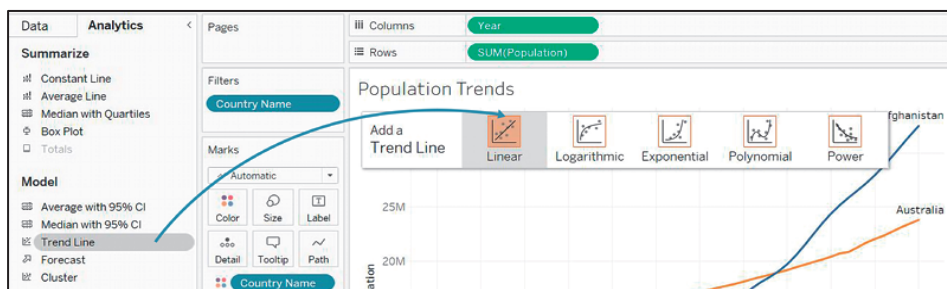 Data
Analytics
Summarize
Constant Line
Average Line
Median with Quartiles
Box Plot
Totals
Model
Average with 95% CI
Median with 95% CI
Trend Line
Forecast
Cluster
Pages
Filters
Country Name
Marks
Automatic
Color Size Label
Detail Tooltip Path
Country Name
Columns Year
Rows SUM(Population)
Population Trends
Add a
Trend Line
Linear Logarithmic Exponential Polynomial Power
fghanistan
Australia
25M
20M
ation